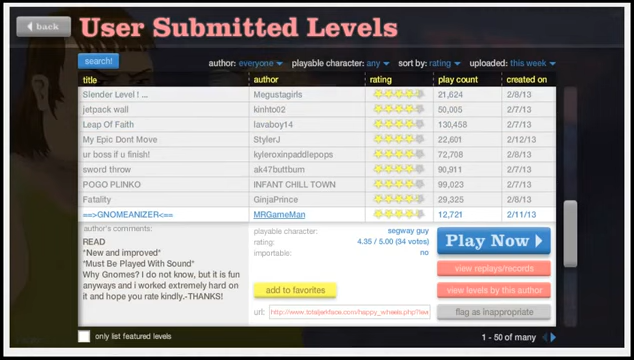 back
User Submitted Levels
search!
author: everyone playable character: any sort by: rating uploaded: this week
title author rating play count created on
Slender Level ! ... Megustagirls 21,624 2/8/13
jetpack wall kinhto02 50,005 2/7/13
Leap Of Faith lavaboy14 130,458 2/7/13
My Epic Dont Move StylerJ 22,601 2/12/13
ur boss if u finish! kyleroxinpaddlepops 72,708 2/8/13
sword throw ak47buttbum 90,911 2/7/13
POGO PLINKO INFANT CHILL TOWN 99,023 2/7/13
Fatality GinjaPrince 29,325 2/8/13
==>GNOMEANIZER<== MRGameMan 12,721 2/11/13
author's comments:
READ
*New and improved*
*Must Be Played With Sound*
Why Gnomes? I do not know, but it is fun
anyways and i worked extremely hard on
it and hope you rate kindly.-THANKS!
playable character: segway guy
rating: 4.35 / 5.00 (34 votes)
importable: no
add to favorites
url: http://www.totaljerkface.com/happy_wheels.php?
Play Now
view replays/records
view levels by this author
flag as inappropriate
only list featured levels
1 - 50 of many